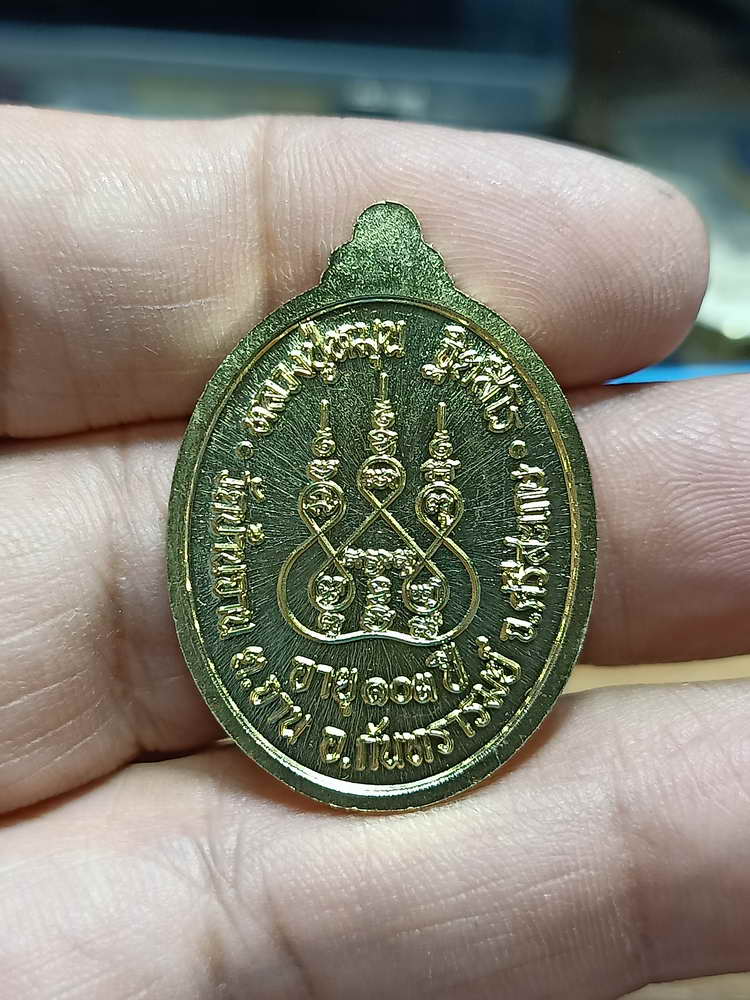 หลวงปู่หมุน ฐิตสีโล
วัดบ้านจาน ต.จาน อ.กันทรารมย์ จ.ศรีสะเกษ
อายุ ๑๐๓ ปี